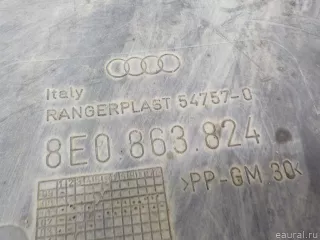 Italy
RANGERPLAST 54757-0
8E0.863.824
>PP-GM 30<
eaural.ru